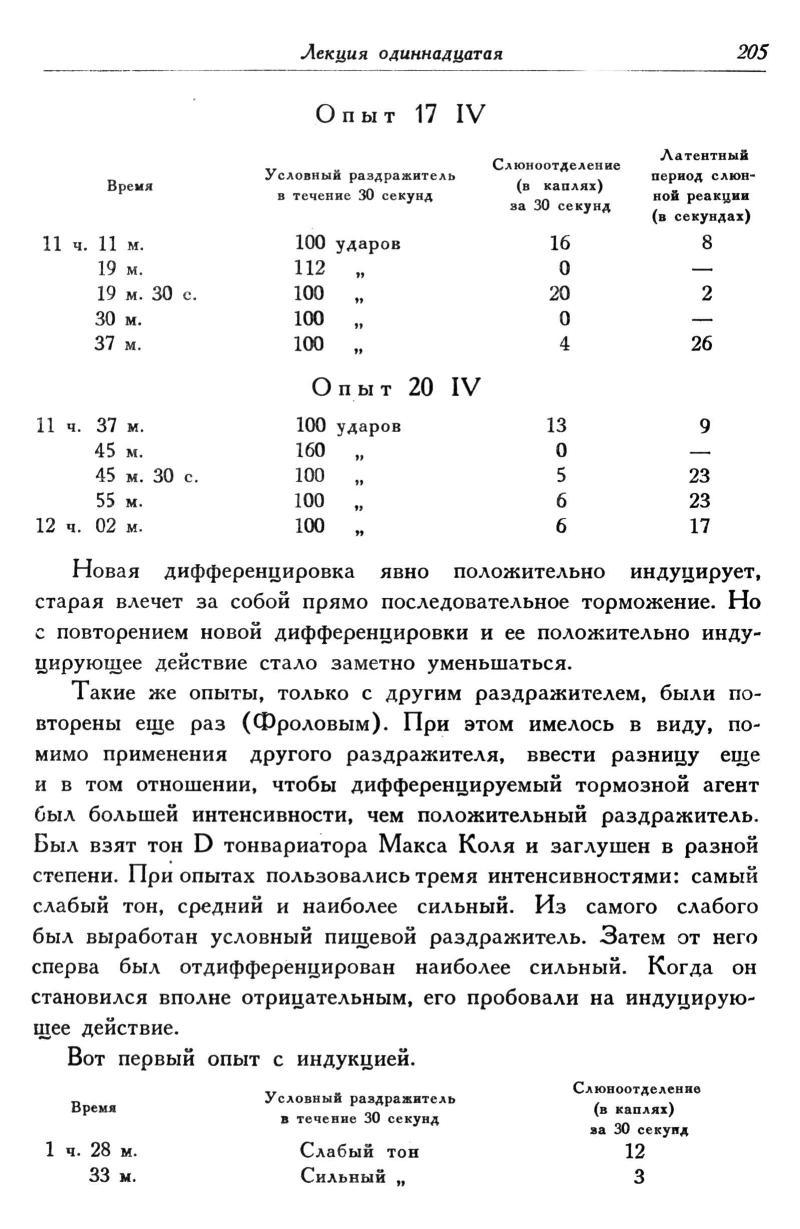 Лекция одиннадцатая 205
Опыт 17 IV
Время Условный раздражитель в течение 30 секунд Слюноотделение (в каплях) за 30 секунд Латентный период слюнной реакции (в секундах)
11 ч. 11 м. 100 ударов 16 8
19 м. 112 „ 0 —
19 м. 30 с. 100 „ 20 2
30 м. 100 „ 0 —
37 м. 100 „ 4 26
Опыт 20 IV
11 ч. 37 м. 100 ударов 13 9
45 м. 160 „ 0 —
45 м. 30 с. 100 „ 5 23
55 м. 100 „ 6 23
12 ч. 02 м. 100 „ 6 17
Новая дифференцировка явно положительно индуцирует,
старая влечет за собой прямо последовательное торможение. Но
с повторением новой дифференцировки и ее положительно инду-
цирующее действие стало заметно уменьшаться.
Такие же опыты, только с другим раздражителем, были по-
вторены еще раз (Фроловым). При этом имелось в виду, по-
мимо применения другого раздражителя, ввести разницу еще
и в том отношении, чтобы дифференцируемый тормозной агент
был большей интенсивности, чем положительный раздражитель.
Был взят тон D тонвариатора Макса Коля и заглушен в разной
степени. При опытах пользовались тремя интенсивностями: самый
слабый тон, средний и наиболее сильный. Из самого слабого
был выработан условный пищевой раздражитель. Затем от него
сперва был отдифференцирован наиболее сильный. Когда он
становился вполне отрицательным, его пробовали на индуцирую-
щее действие.
Вот первый опыт с индукцией.
Время Условный раздражитель в течение 30 секунд Слюноотделение (в каплях) за 30 секунд
1 ч. 28 м. Слабый тон 12
33 м. Сильный „ 3